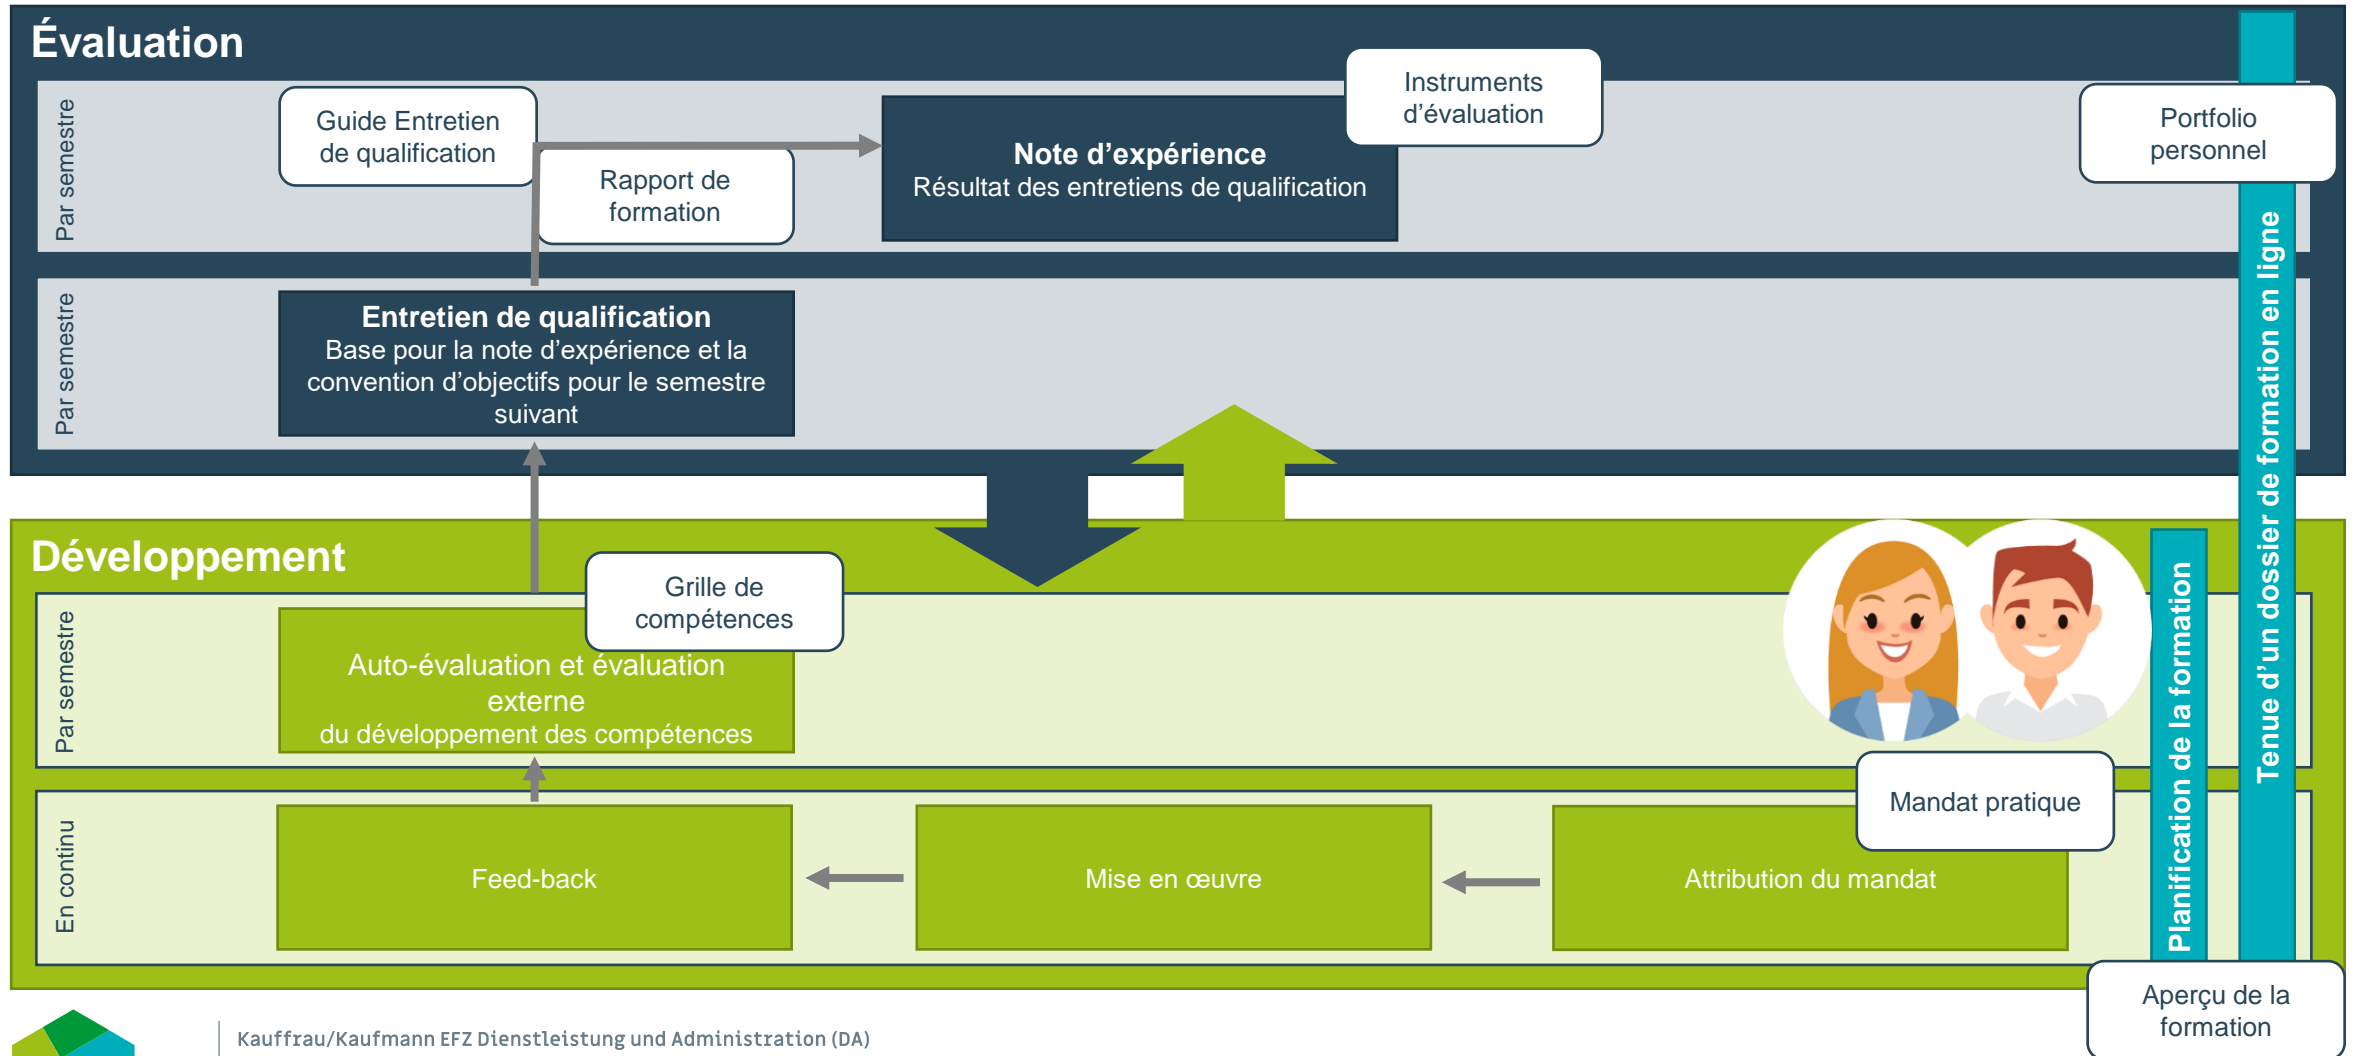 Évaluation
Par semestre
Guide Entretien
de qualification
Rapport de
formation
Note d’expérience
Résultat des entretiens de qualification
Instruments
d’évaluation
Portfolio
personnel
Par semestre
Entretien de qualification
Base pour la note d’expérience et la
convention d’objectifs pour le semestre
suivant
Tenue d’un dossier de formation en ligne
Développement
Par semestre
Grille de
compétences
Auto-évaluation et évaluation
externe
du développement des compétences
Planification de la formation
En continu
Feed-back
Mise en œuvre
Attribution du mandat
Mandat pratique
Aperçu de la
formation
Kauffrau/Kaufmann EFZ Dienstleistung und Administration (DA)